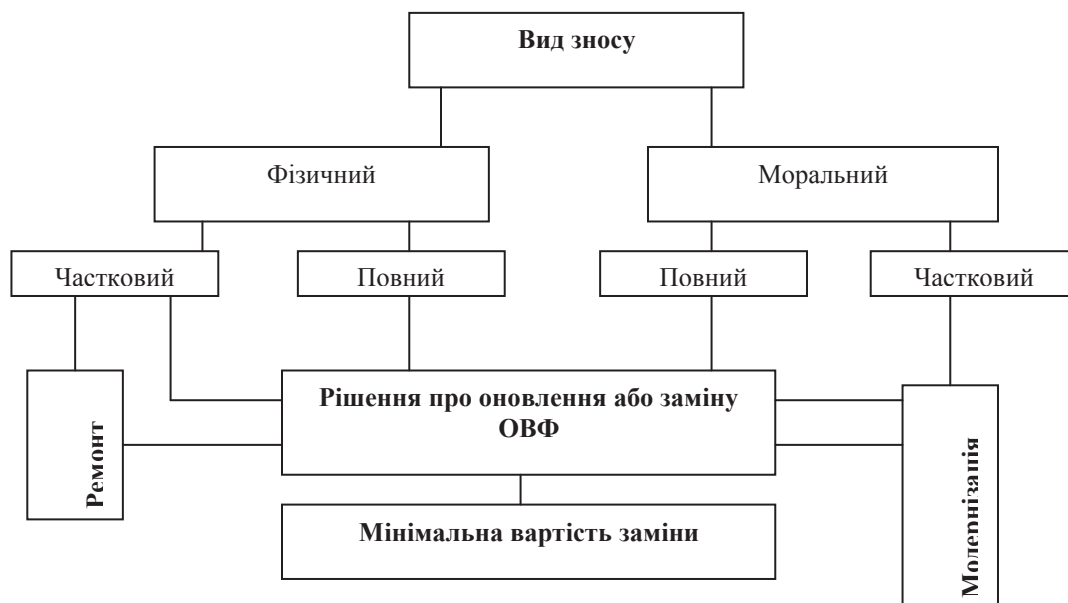 Вид зносу
Фізичний
Моральний
Частковий
Повний
Повний
Частковий
Рішення про оновлення або заміну
ОВФ
Ремонт
Модернізація
Мінімальна вартість заміни